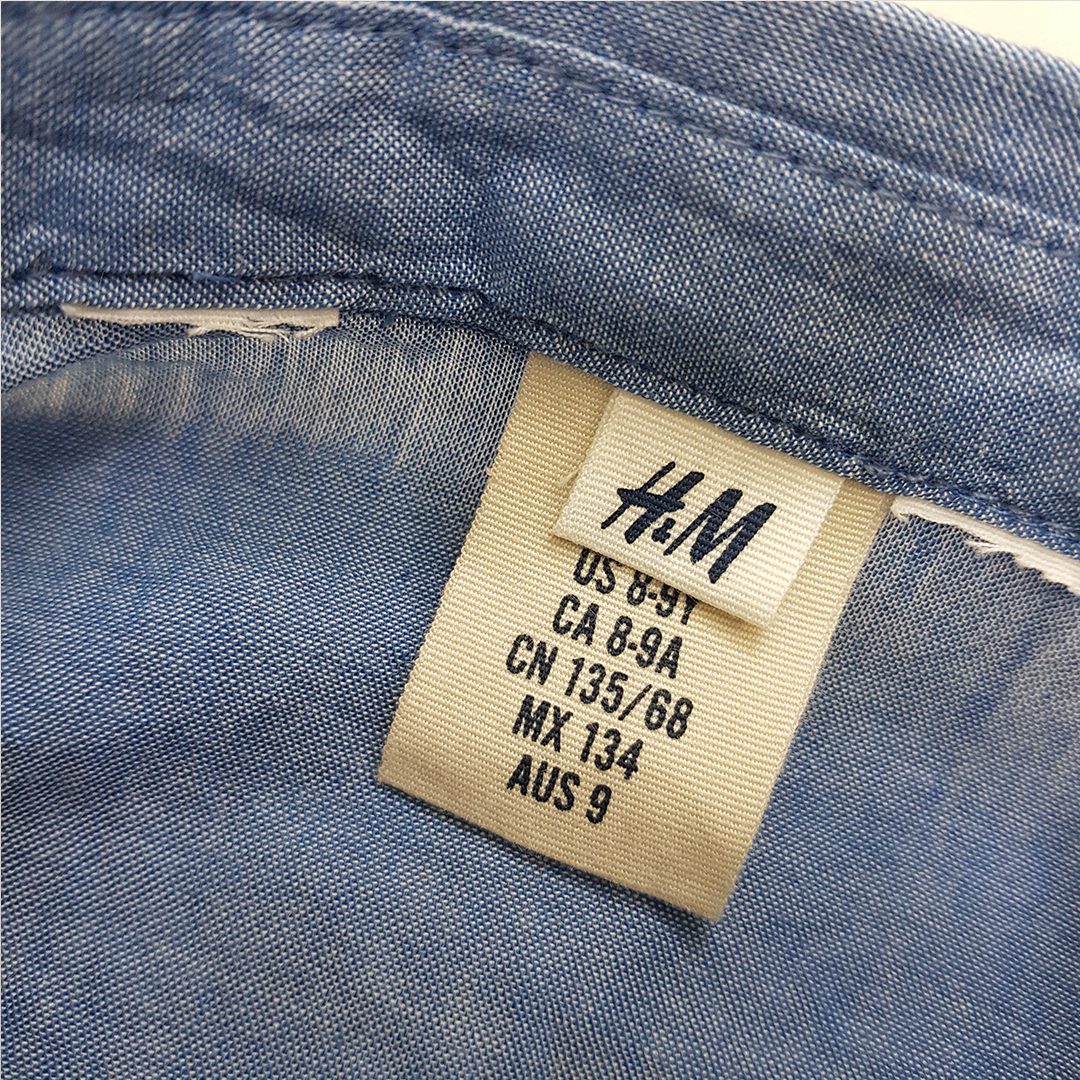 H&M
US 8-9Y
CA 8-9A
CN 135/68
MX 134
AUS 9